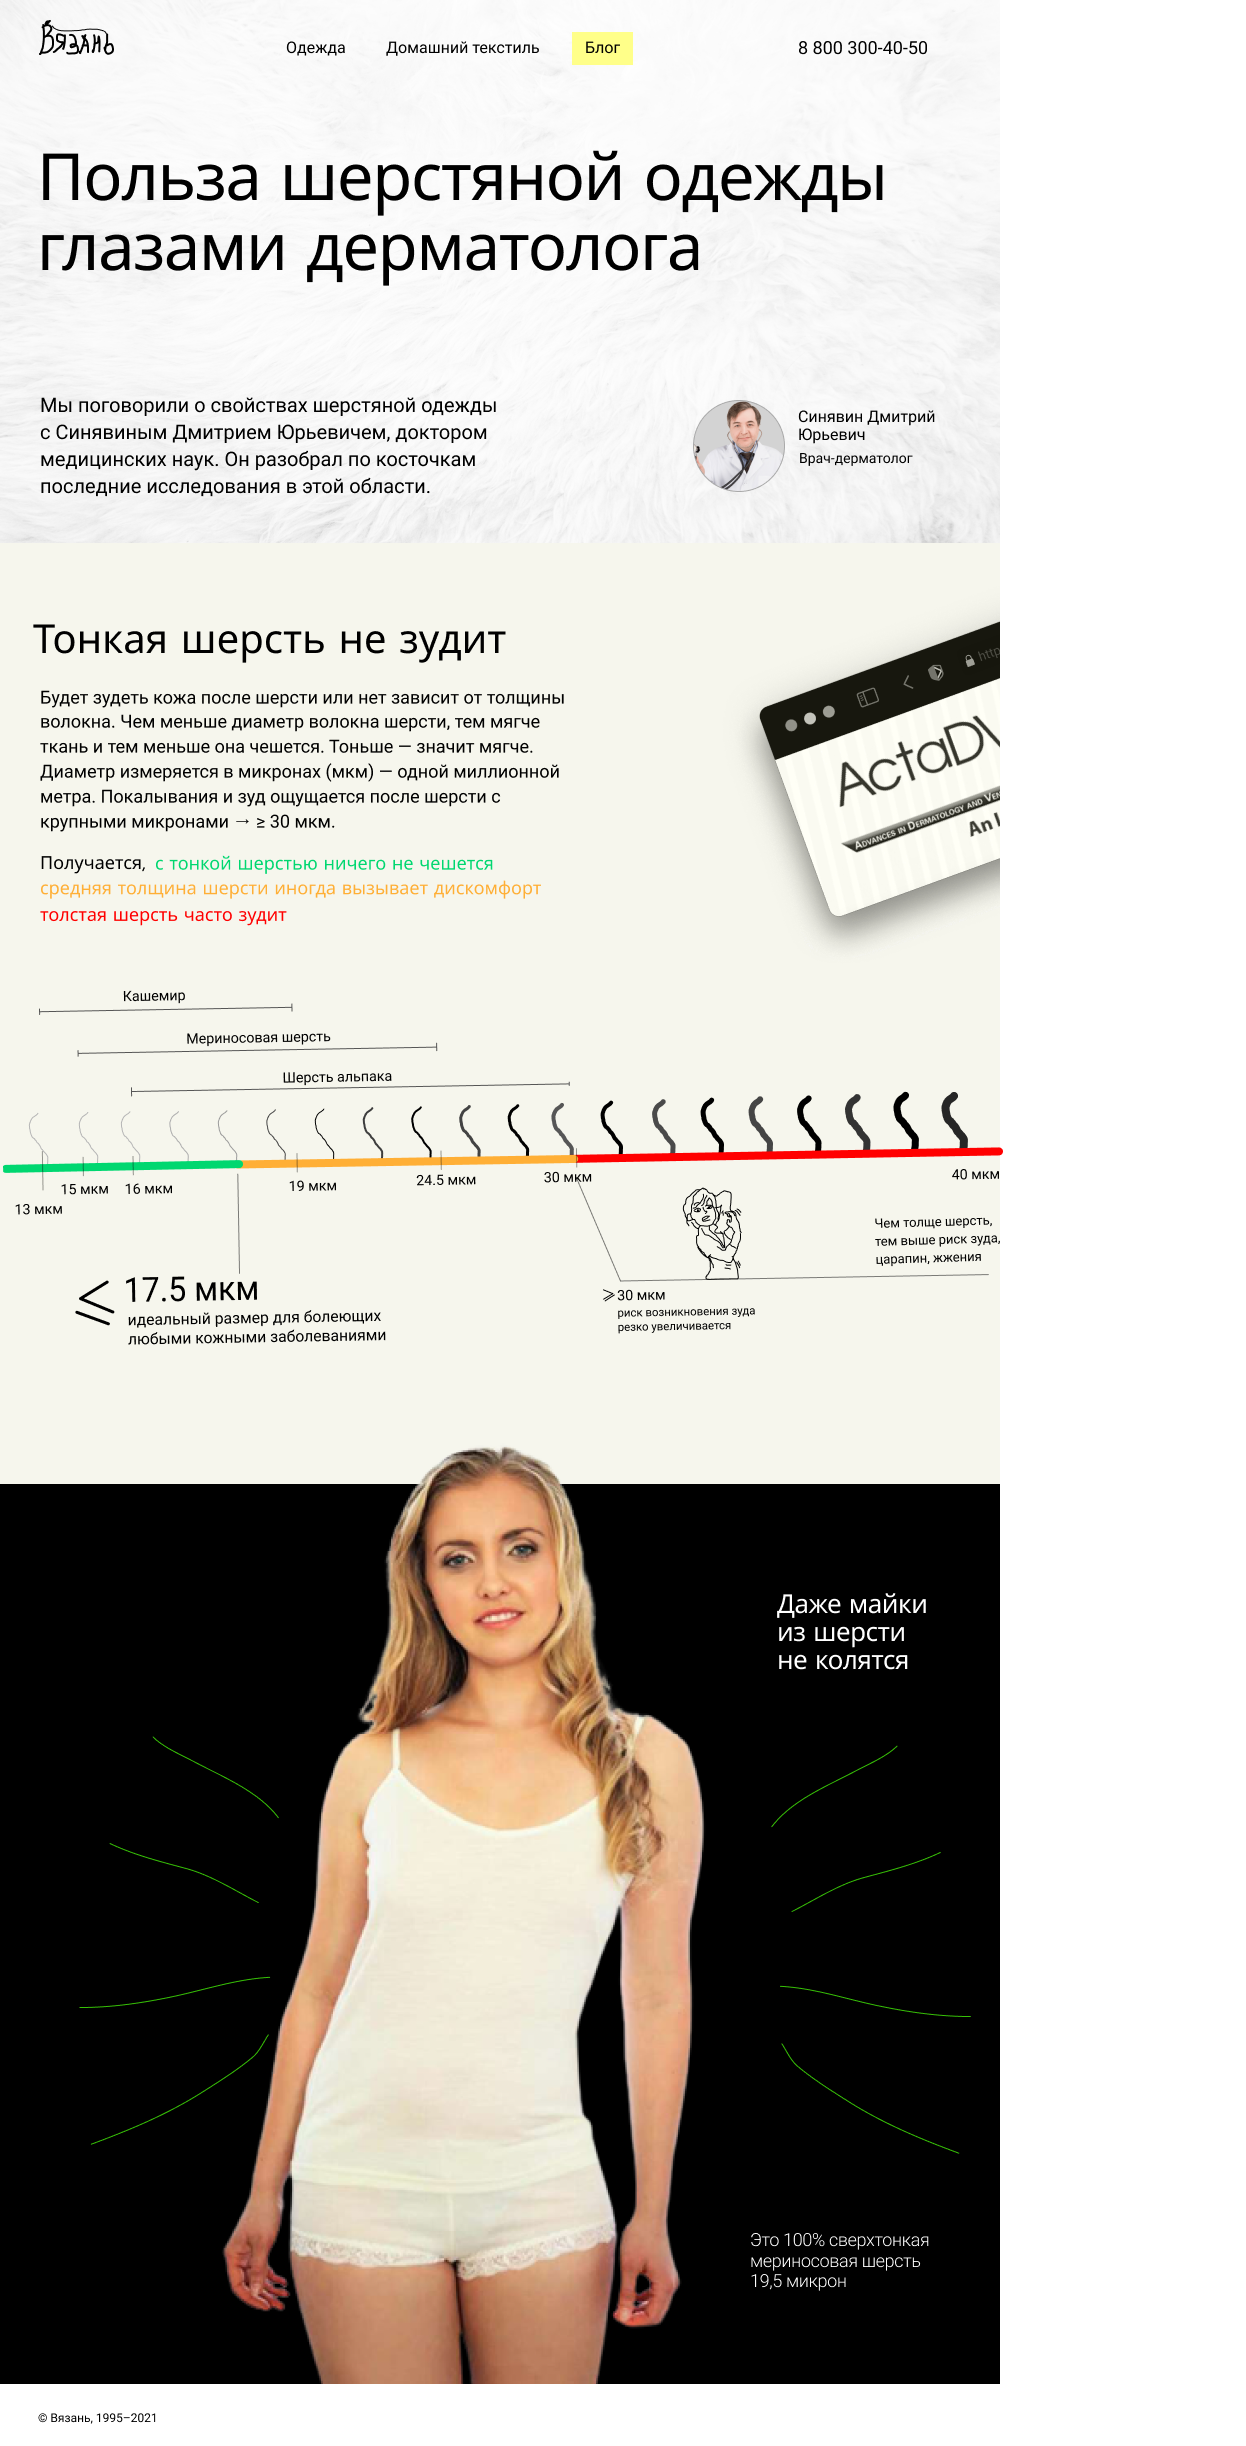 Вязань
Одежда
Домашний текстиль
Блог
8 800 300-40-50
Польза шерстяной одежды
глазами дерматолога
Мы поговорили о свойствах шерстяной одежды
с Синявиным Дмитрием Юрьевичем, доктором
медицинских наук. Он разобрал по косточкам
последние исследования в этой области.
Синявин Дмитрий
Юрьевич
Врач-дерматолог
Тонкая шерсть не зудит
Будет зудеть кожа после шерсти или нет зависит от толщины
волокна. Чем меньше диаметр волокна шерсти, тем мягче
ткань и тем меньше она чешется. Тоньше — значит мягче.
Диаметр измеряется в микронах (мкм) — одной миллионной
метра. Покалывания и зуд ощущается после шерсти с
крупными микронами → ≥ 30 мкм.
Получается, с тонкой шерстью ничего не чешется
средняя толщина шерсти иногда вызывает дискомфорт
толстая шерсть часто зудит
http
ActaDV
Advances in Dermatology and Ven
An I
Кашемир
Мериносовая шерсть
Шерсть альпака
13 мкм
15 мкм
16 мкм
19 мкм
24.5 мкм
30 мкм
40 мкм
Чем толще шерсть,
тем выше риск зуда,
царапин, жжения
⩽ 17.5 мкм
идеальный размер для болеющих
любыми кожными заболеваниями
⩾ 30 мкм
риск возникновения зуда
резко увеличивается
Даже майки
из шерсти
не колятся
Это 100% сверхтонкая
мериносовая шерсть
19,5 микрон
© Вязань, 1995–2021